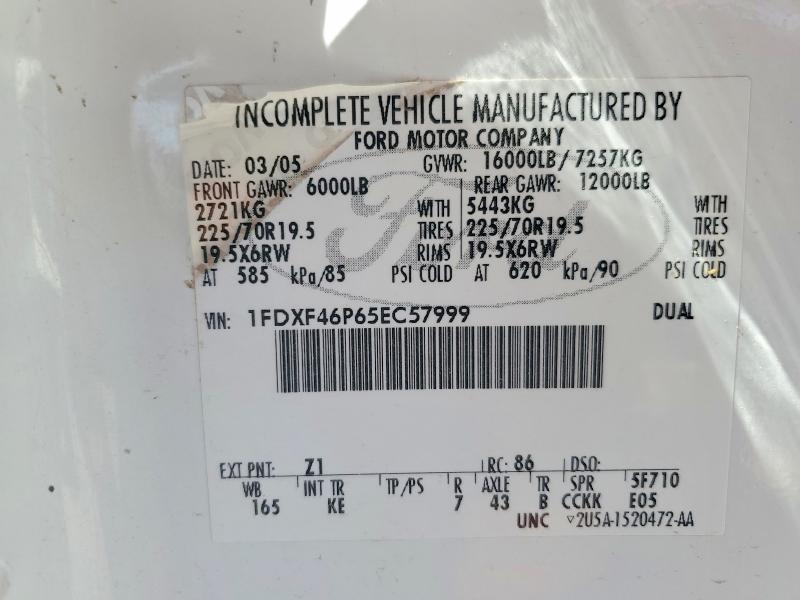 INCOMPLETE VEHICLE MANUFACTURED BY
FORD MOTOR COMPANY
DATE: 03/05 GVWR: 16000LB/7257KG
FRONT GAWR: 6000LB REAR GAWR: 12000LB
2721KG WITH 5443KG WITH
225/70R19.5 TIRES 225/70R19.5 TIRES
19.5X6RW RIMS 19.5X6RW RIMS
AT 585 kPa/85 PSI COLD AT 620 kPa/90 PSI COLD
Ford
VIN: 1FDXF46P65EC57999 DUAL
EXT PNT: Z1 RC: 86 DSO:
WB INT TR TP/PS R AXLE TR SPR 5F710
165 KE 7 43 B CCKK E05
UNC 2U5A-1520472-AA